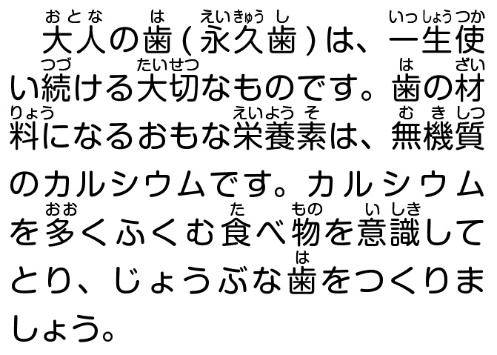 大人の歯(永久歯)は、一生使
い続ける大切なものです。歯の材
料になるおもな栄養素は、無機質
のカルシウムです。カルシウム
を多くふくむ食べ物を意識して
とり、じょうぶな歯をつくりま
しょう。